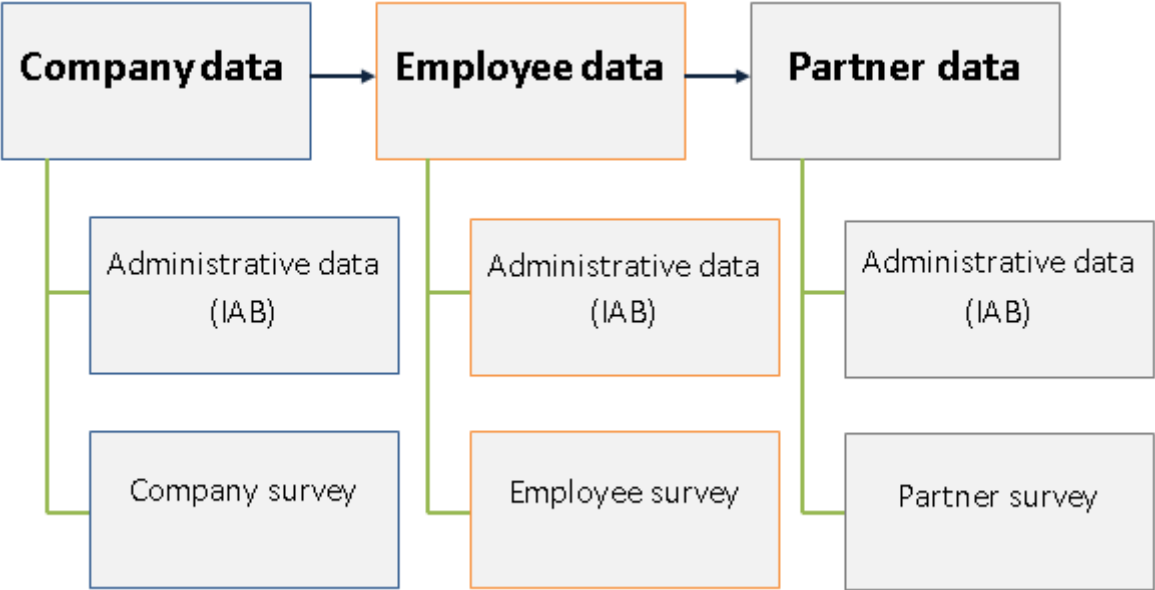 Company data
Employee data
Partner data
Administrative data
(IAB)
Administrative data
(IAB)
Administrative data
(IAB)
Company survey
Employee survey
Partner survey